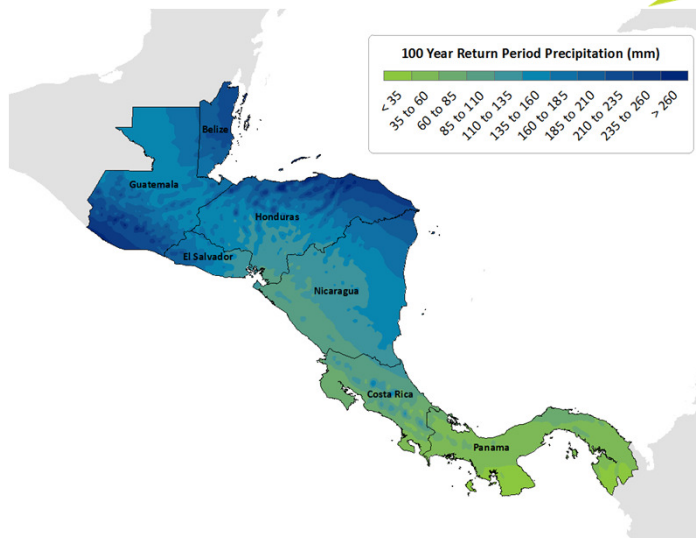 100 Year Return Period Precipitation (mm)
< 35
35 to 60
60 to 85
85 to 110
110 to 135
135 to 160
160 to 185
185 to 210
210 to 235
235 to 260
> 260
Belize
Guatemala
Honduras
El Salvador
Nicaragua
Costa Rica
Panama